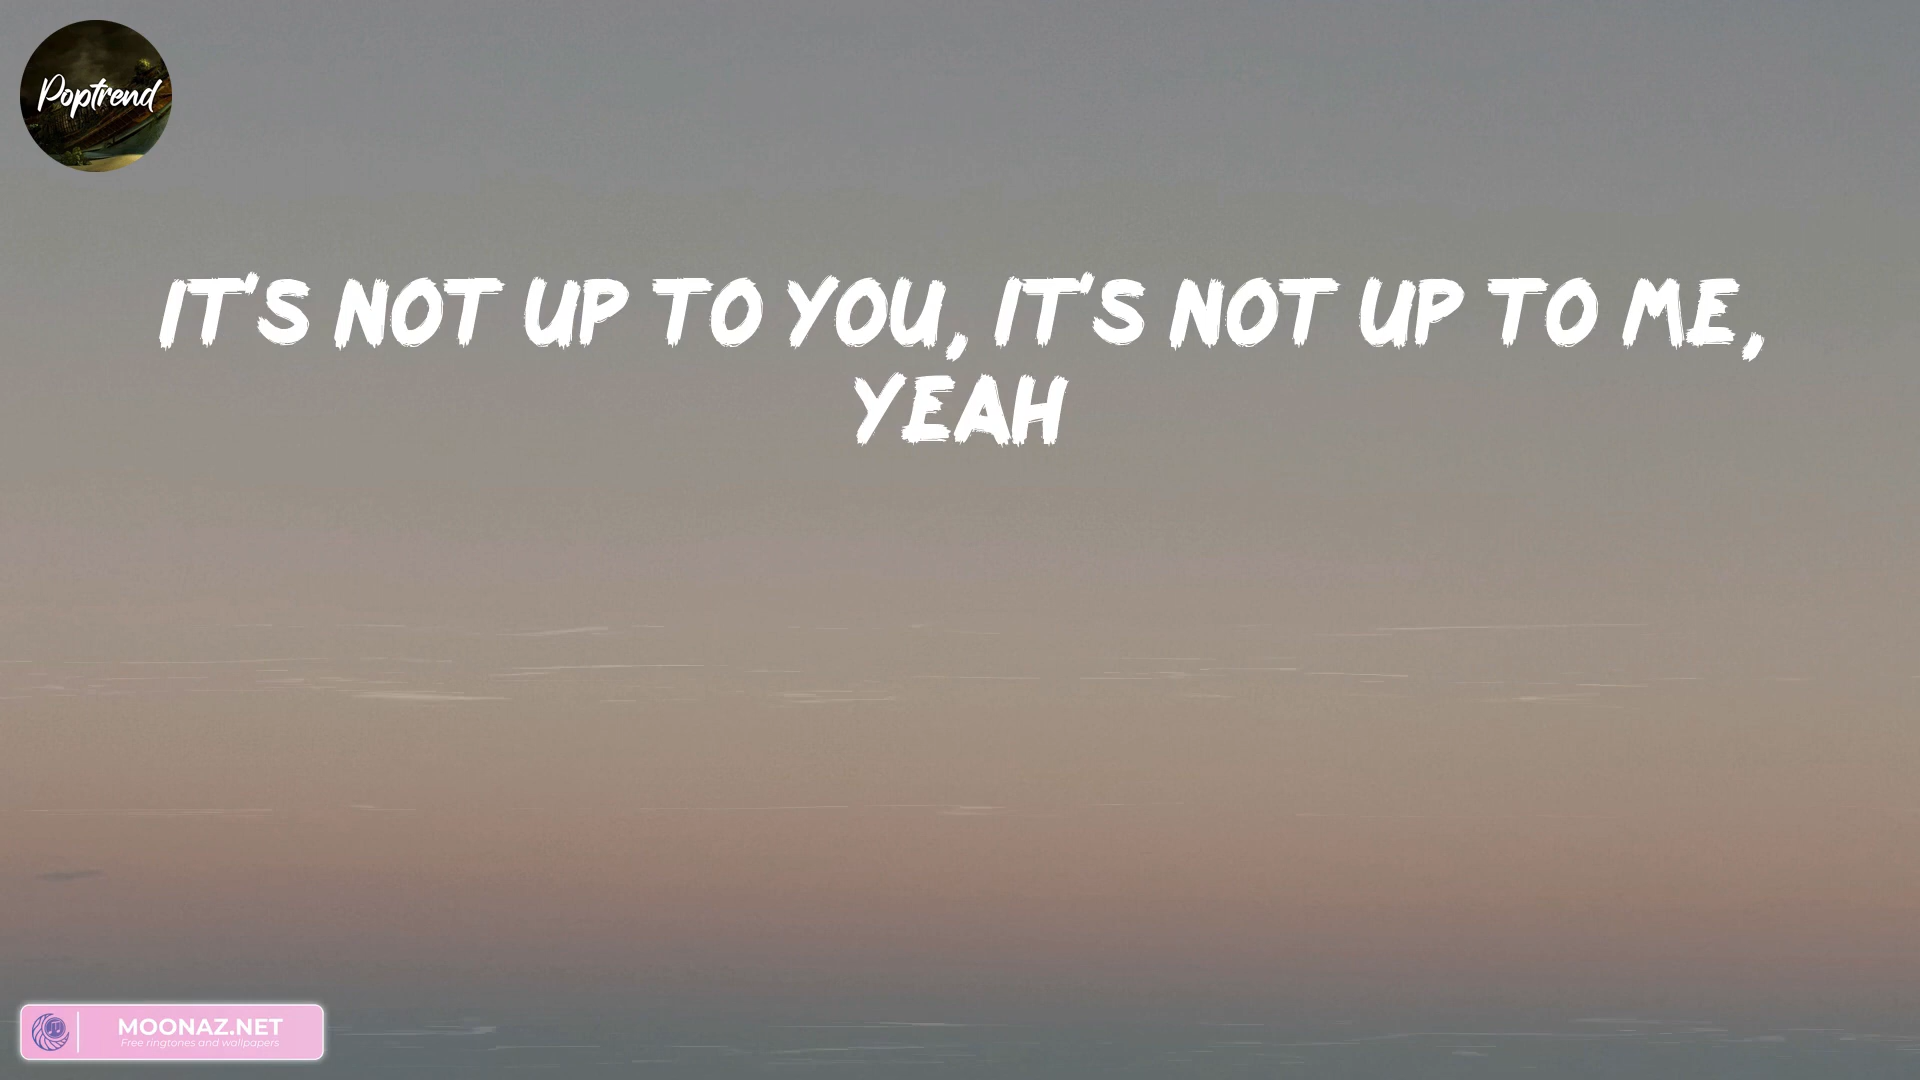 Poptrend
IT'S NOT UP TO YOU, IT'S NOT UP TO ME,
YEAH
MOONAZ.NET
Free ringtones and wallpapers